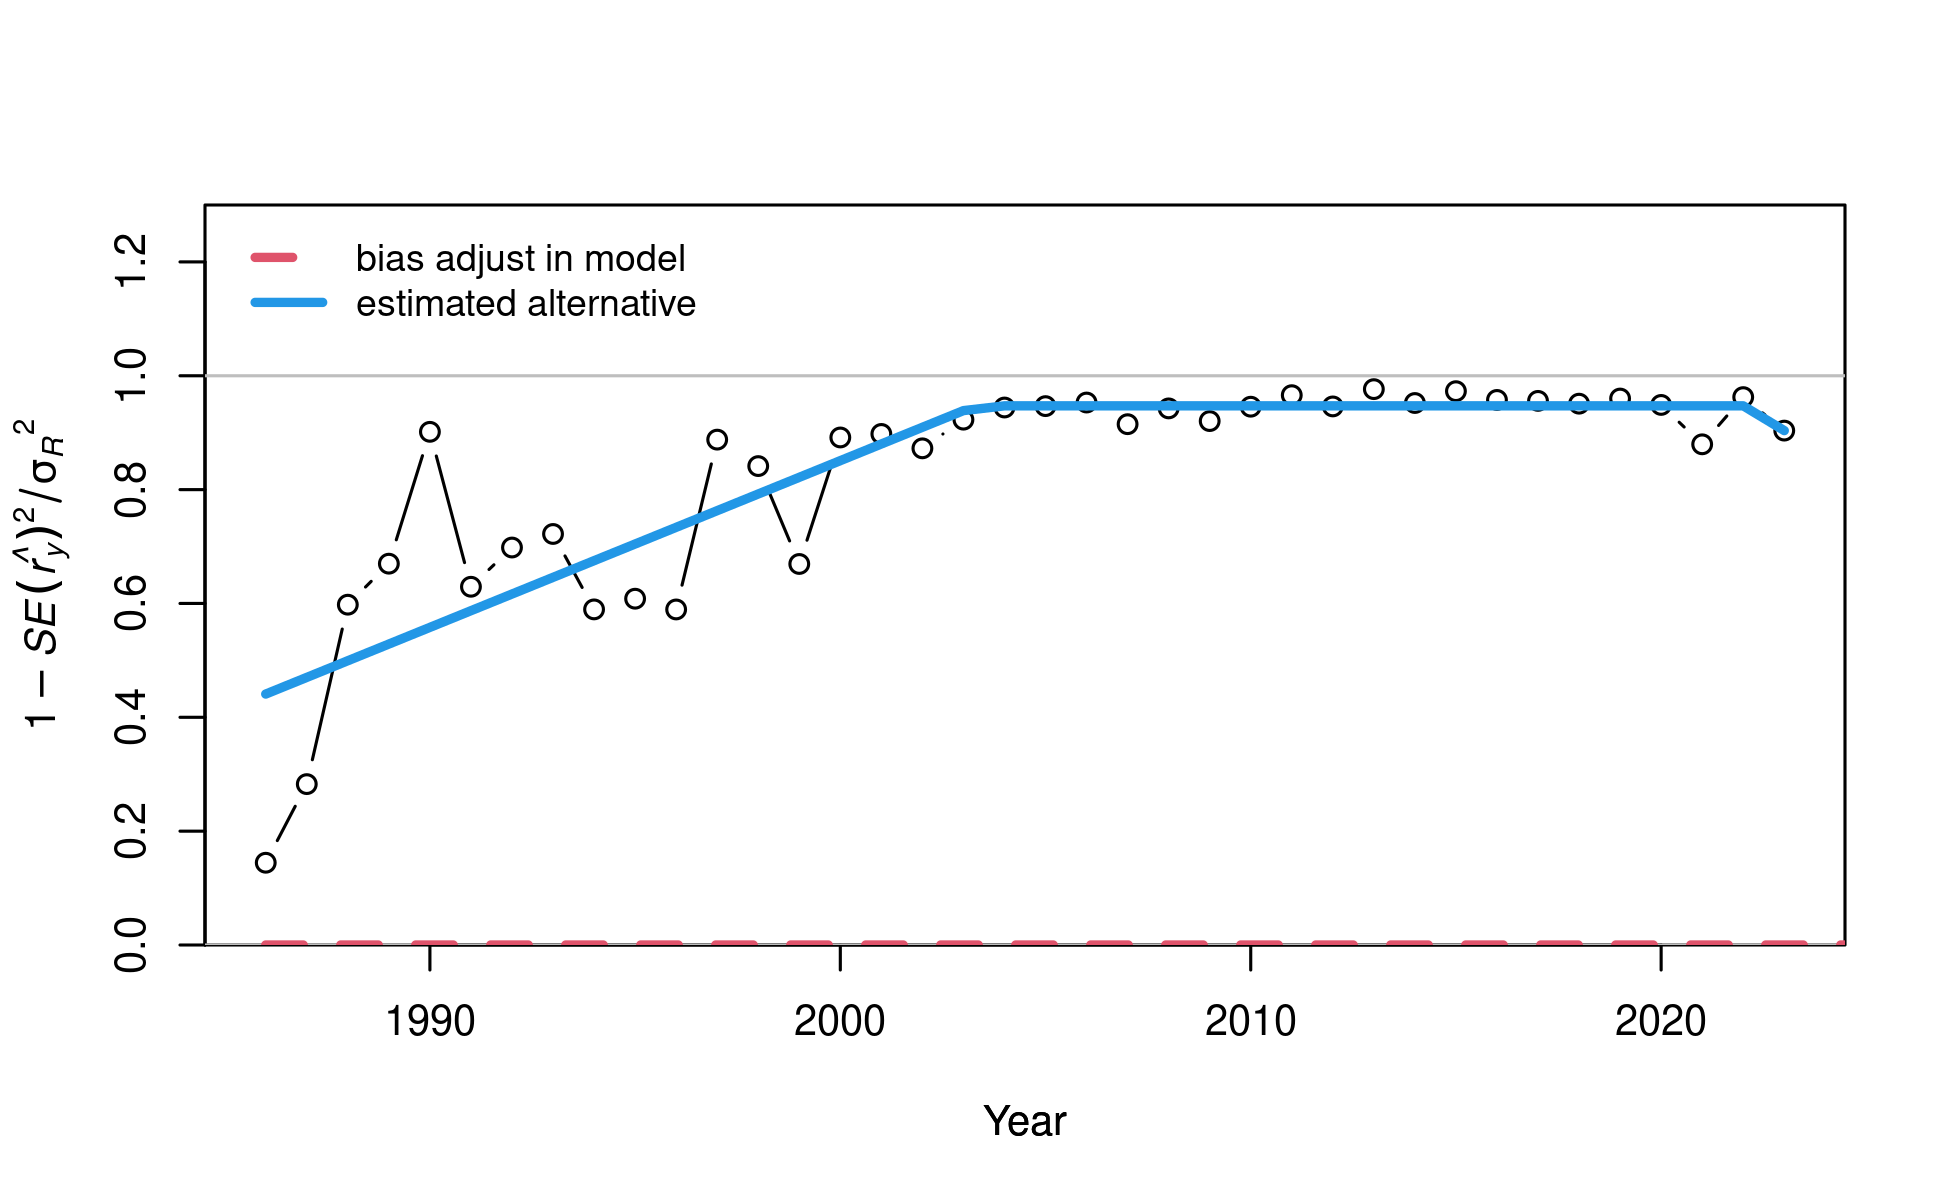 bias adjust in model
estimated alternative
1.2
1.0
0.8
0.6
0.4
0.2
0.0
1 − SE(r̂y)² / σR²
1990 2000 2010 2020
Year